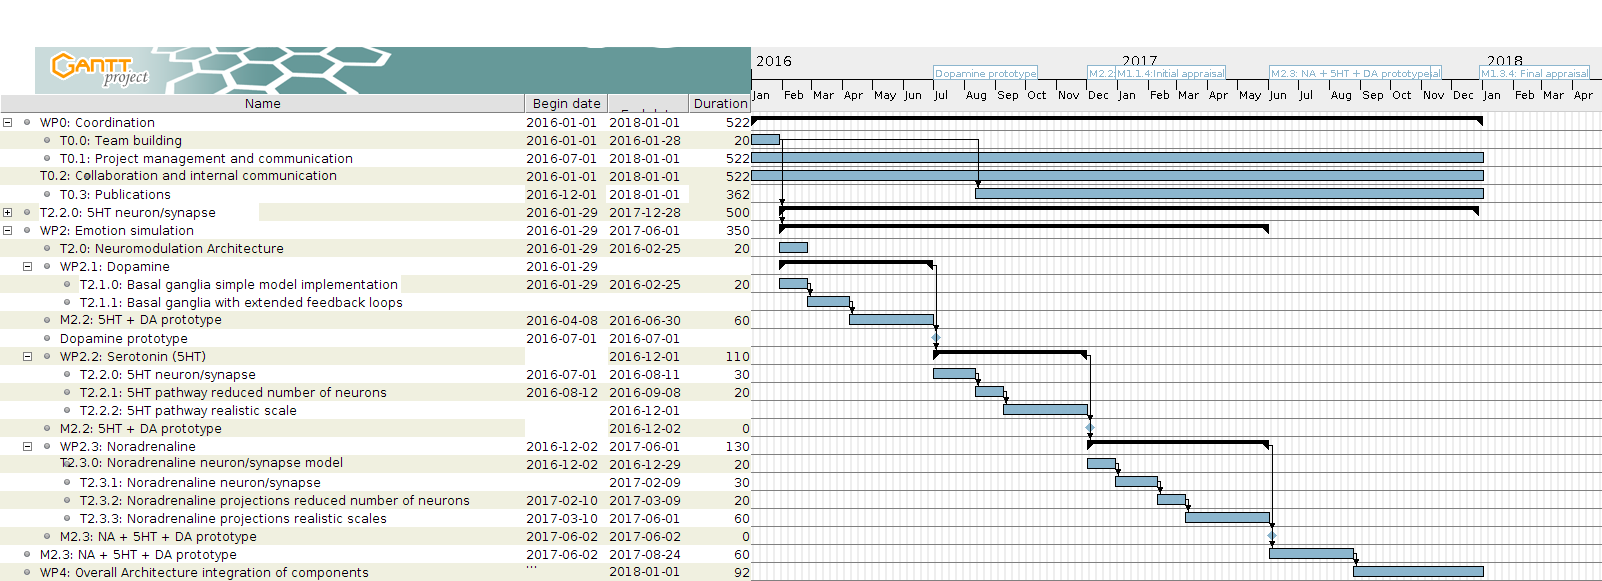 GANTT
project
2016 2017 2018
Dopamine prototype M2.2: M1.1.4: Initial appraisal M2.3: NA + 5HT + DA prototype al M1.3.4: Final appraisal
Jan Feb Mar Apr May Jun Jul Aug Sep Oct Nov Dec Jan Feb Mar Apr May Jun Jul Aug Sep Oct Nov Dec Jan Feb Mar Apr
Name Begin date Duration
WP0: Coordination 2016-01-01 2018-01-01 522
T0.0: Team building 2016-01-01 2016-01-28 20
T0.1: Project management and communication 2016-07-01 2018-01-01 522
T0.2: Collaboration and internal communication 2016-01-01 2018-01-01 522
T0.3: Publications 2016-12-01 2018-01-01 362
T2.2.0: 5HT neuron/synapse 2016-01-29 2017-12-28 500
WP2: Emotion simulation 2016-01-29 2017-06-01 350
T2.0: Neuromodulation Architecture 2016-01-29 2016-02-25 20
WP2.1: Dopamine 2016-01-29
T2.1.0: Basal ganglia simple model implementation 2016-01-29 2016-02-25 20
T2.1.1: Basal ganglia with extended feedback loops
M2.2: 5HT + DA prototype 2016-04-08 2016-06-30 60
Dopamine prototype 2016-07-01 2016-07-01
WP2.2: Serotonin (5HT) 2016-12-01 110
T2.2.0: 5HT neuron/synapse 2016-07-01 2016-08-11 30
T2.2.1: 5HT pathway reduced number of neurons 2016-08-12 2016-09-08 20
T2.2.2: 5HT pathway realistic scale 2016-12-01
M2.2: 5HT + DA prototype 2016-12-02 0
WP2.3: Noradrenaline 2016-12-02 2017-06-01 130
T2.3.0: Noradrenaline neuron/synapse model 2016-12-02 2016-12-29 20
T2.3.1: Noradrenaline neuron/synapse 2017-02-09 30
T2.3.2: Noradrenaline projections reduced number of neurons 2017-02-10 2017-03-09 20
T2.3.3: Noradrenaline projections realistic scales 2017-03-10 2017-06-01 60
M2.3: NA + 5HT + DA prototype 2017-06-02 2017-06-02 0
M2.3: NA + 5HT + DA prototype 2017-06-02 2017-08-24 60
WP4: Overall Architecture integration of components 2018-01-01 92